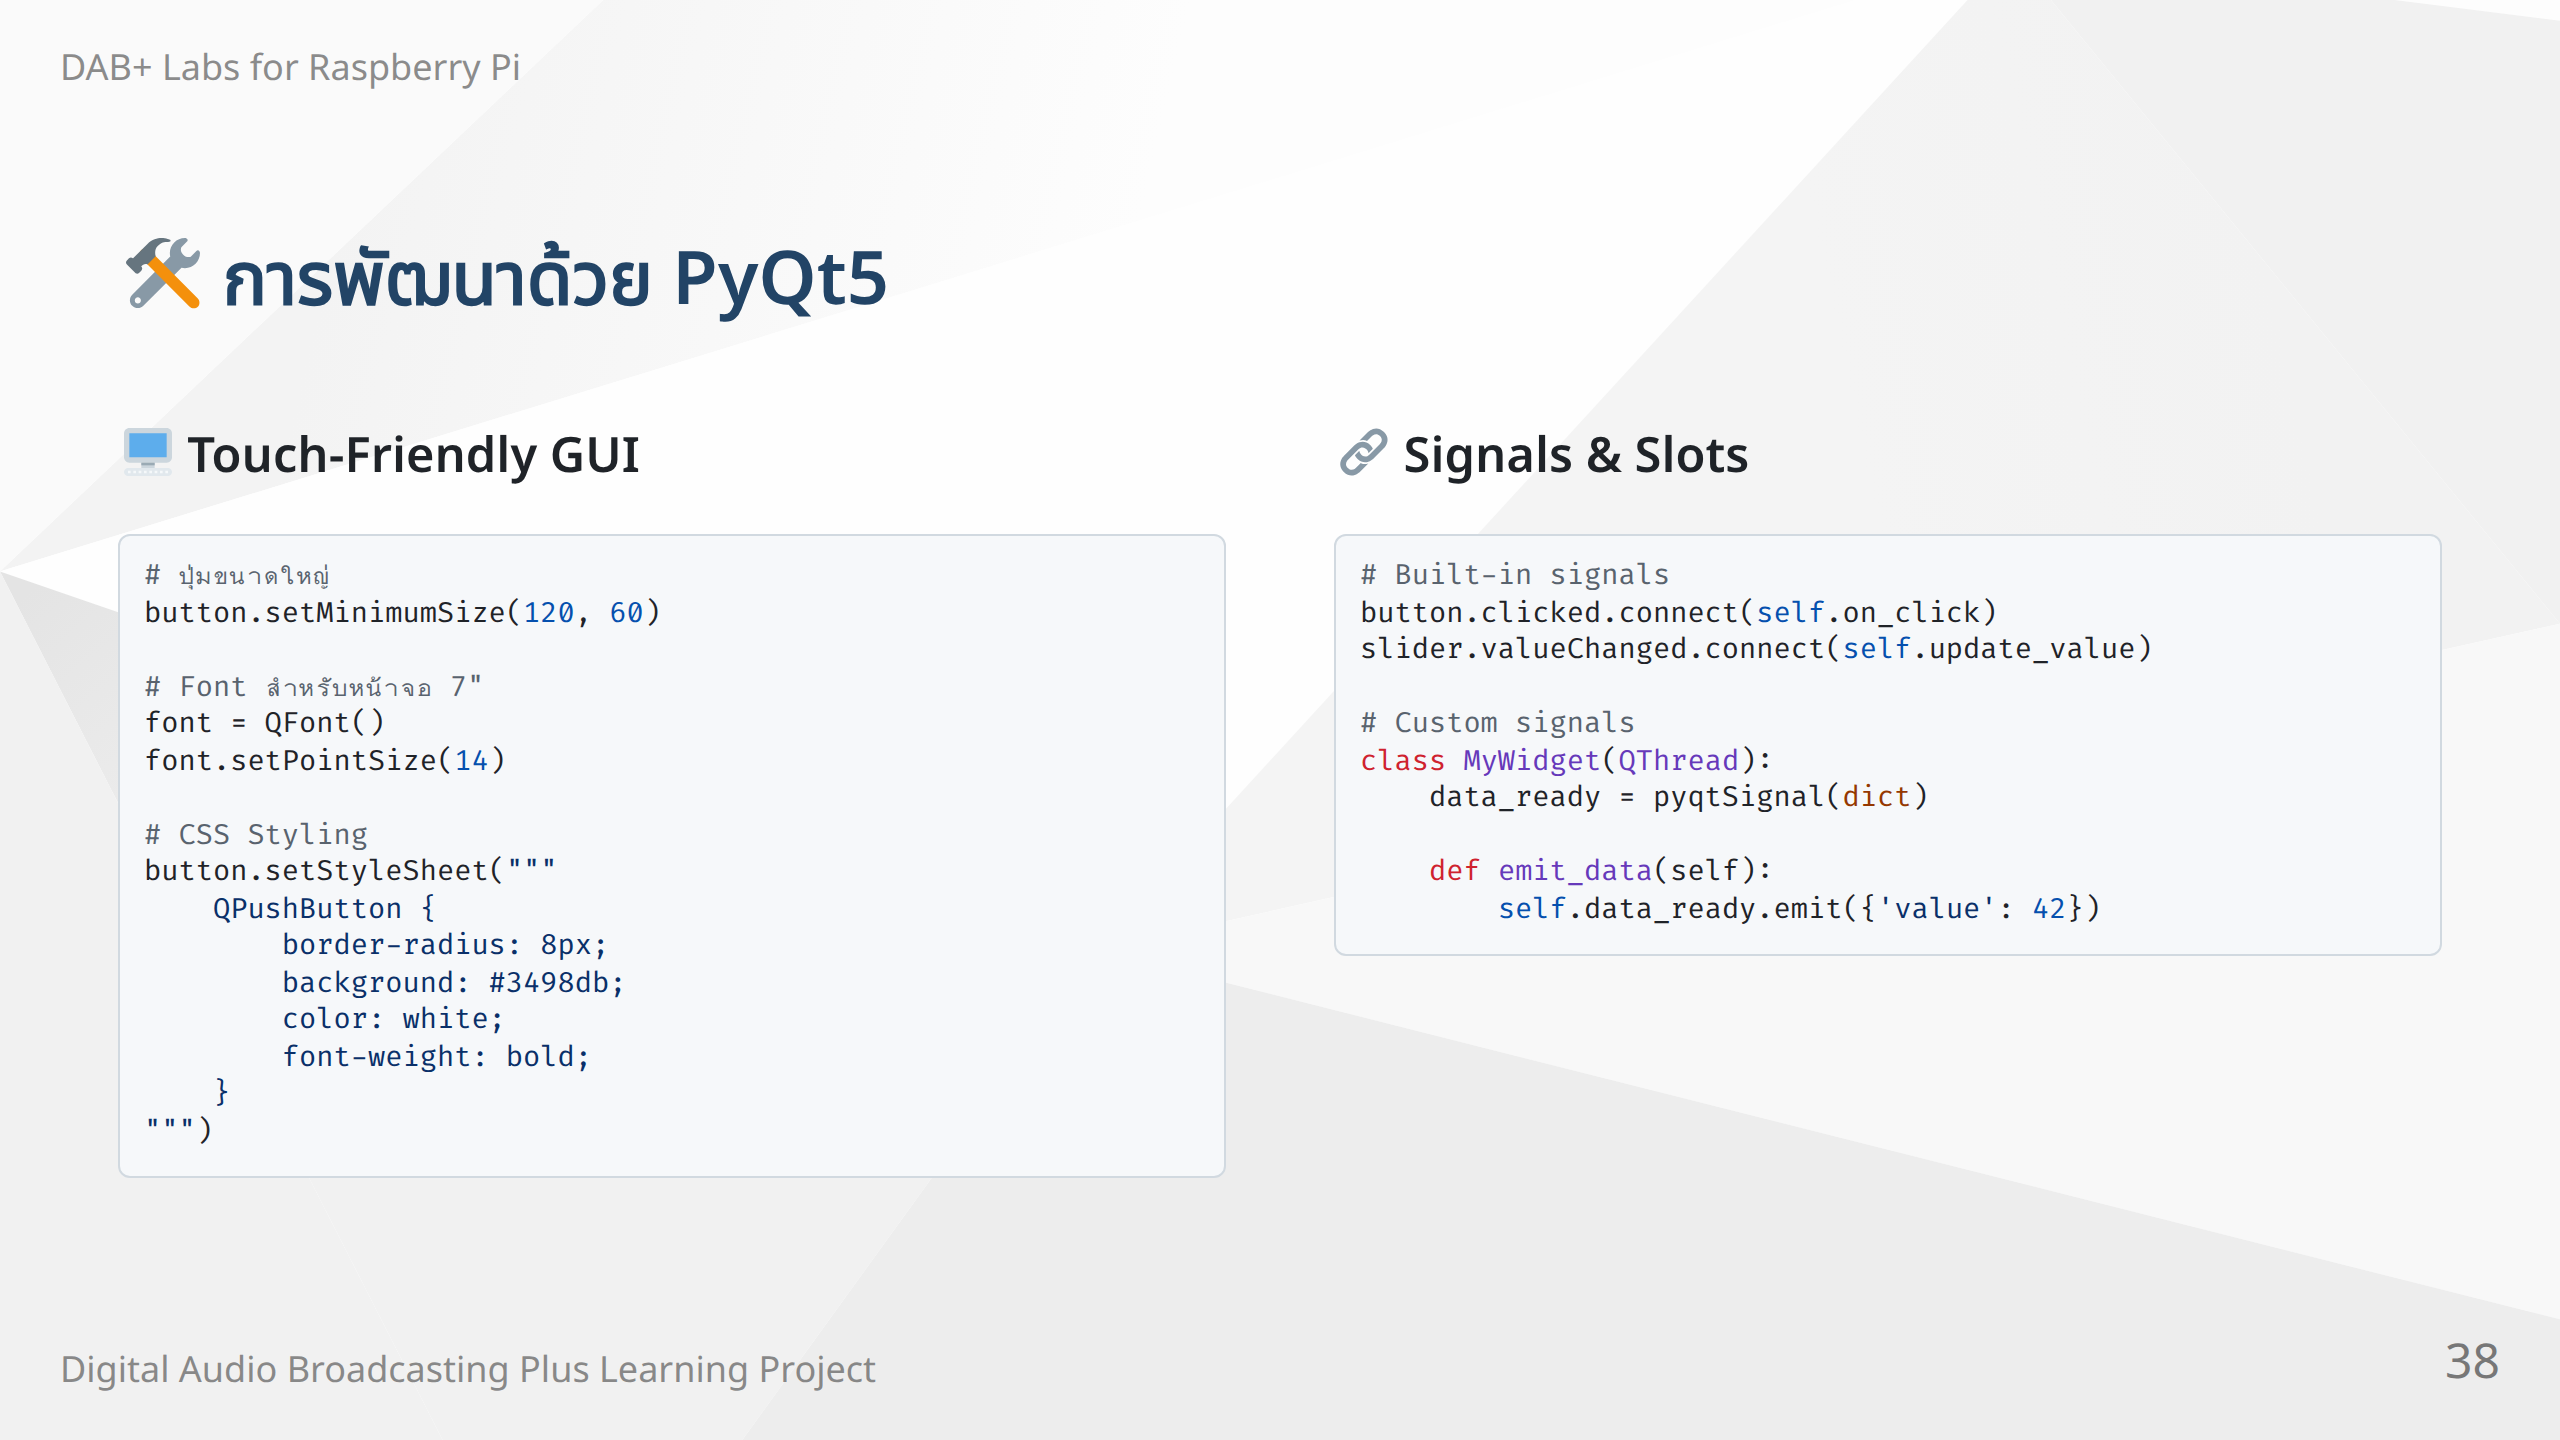 DAB+ Labs for Raspberry Pi
🛠️ การพัฒนาด้วย PyQt5
🖥️ Touch-Friendly GUI
# ปุ่มขนาดใหญ่
button.setMinimumSize(120, 60)

# Font สำหรับหน้าจอ 7"
font = QFont()
font.setPointSize(14)

# CSS Styling
button.setStyleSheet("""
    QPushButton {
        border-radius: 8px;
        background: #3498db;
        color: white;
        font-weight: bold;
    }
""")
🔗 Signals & Slots
# Built-in signals
button.clicked.connect(self.on_click)
slider.valueChanged.connect(self.update_value)

# Custom signals
class MyWidget(QThread):
    data_ready = pyqtSignal(dict)

    def emit_data(self):
        self.data_ready.emit({'value': 42})
Digital Audio Broadcasting Plus Learning Project
38